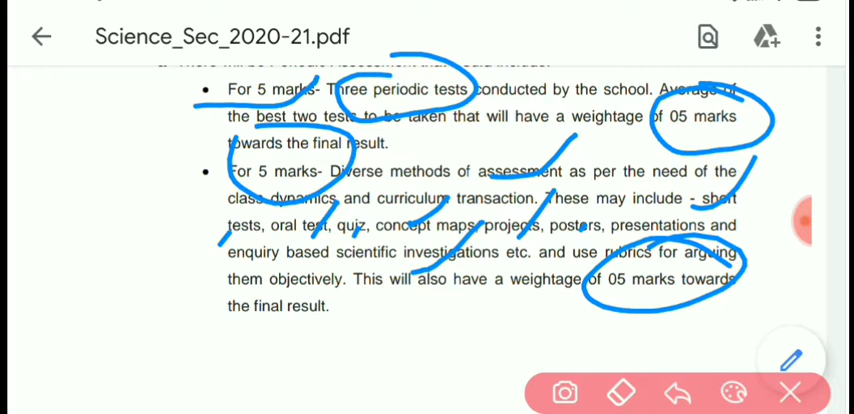 Science_Sec_2020-21.pdf
• For 5 marks- Three periodic tests conducted by the school. Average of
the best two tests to be taken that will have a weightage of 05 marks
towards the final result.
• For 5 marks- Diverse methods of assessment as per the need of the
class dynamics and curriculum transaction. These may include - short
tests, oral test, quiz, concept maps, projects, posters, presentations and
enquiry based scientific investigations etc. and use rubrics for arguing
them objectively. This will also have a weightage of 05 marks towards
the final result.